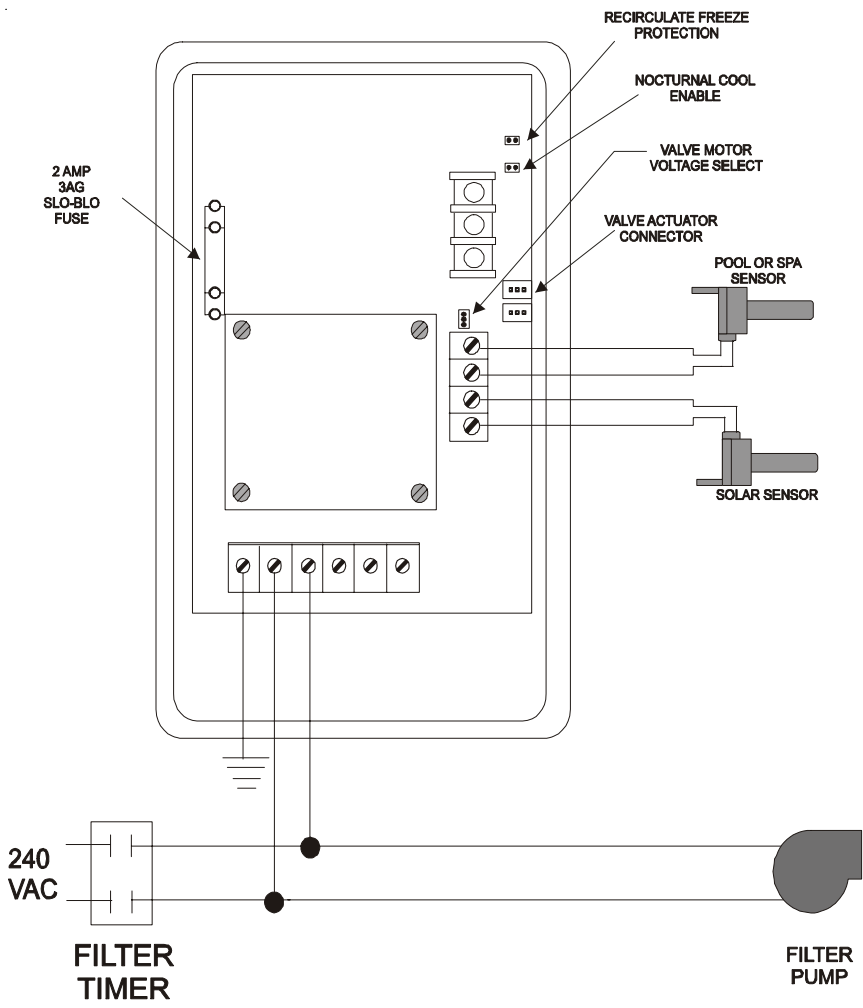 RECIRCULATE FREEZE
PROTECTION
NOCTURNAL COOL
ENABLE
VALVE MOTOR
VOLTAGE SELECT
2 AMP
3AG
SLO-BLO
FUSE
VALVE ACTUATOR
CONNECTOR
POOL OR SPA
SENSOR
SOLAR SENSOR
240
VAC
FILTER
TIMER
FILTER
PUMP